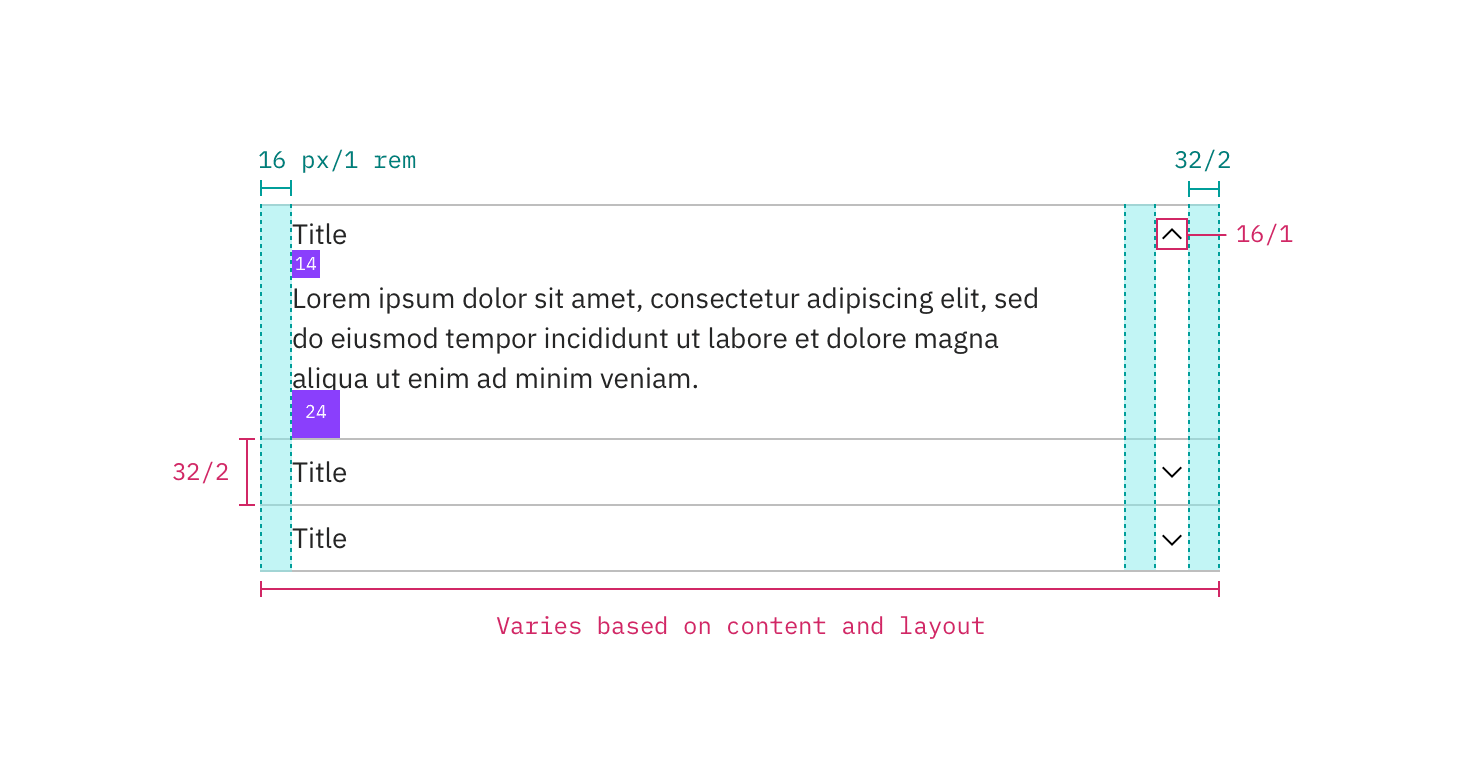 16 px/1 rem
32/2
Title
16/1
14
Lorem ipsum dolor sit amet, consectetur adipiscing elit, sed
do eiusmod tempor incididunt ut labore et dolore magna
aliqua ut enim ad minim veniam.
24
32/2
Title
Title
Varies based on content and layout